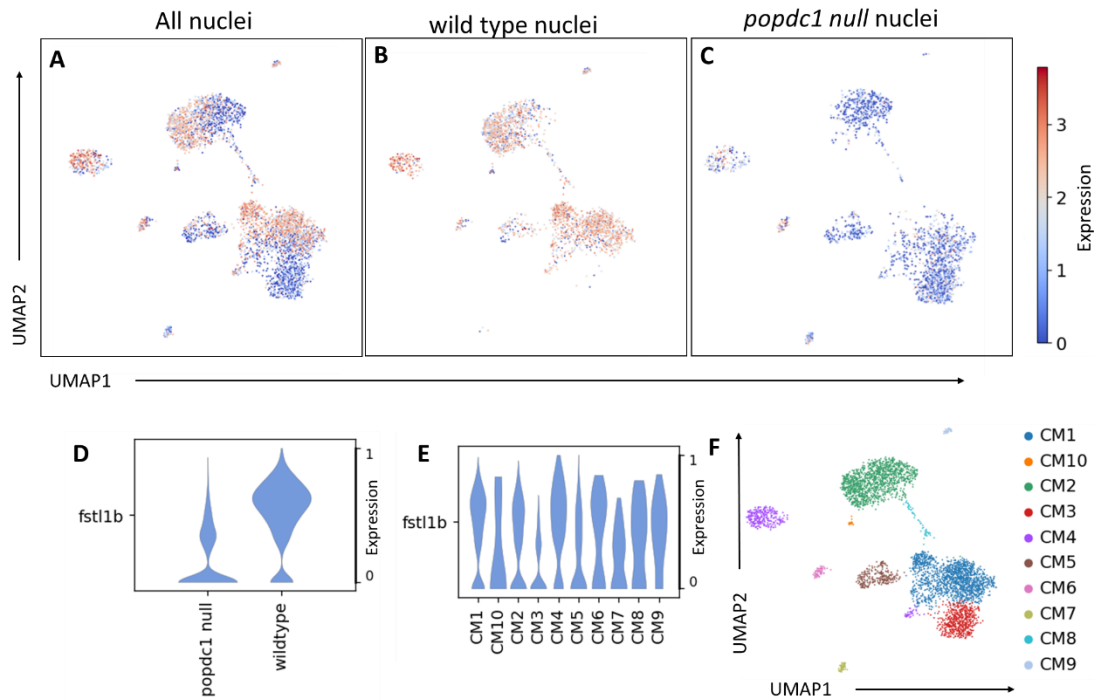 All nuclei
wild type nuclei
popdc1 null nuclei
A
B
C
UMAP2
UMAP1
3
2
1
0
Expression
D
fstl1b
1
0
Expression
popdc1 null
wildtype
E
fstl1b
1
0
Expression
CM1
CM10
CM2
CM3
CM4
CM5
CM6
CM7
CM8
CM9
F
UMAP2
UMAP1
CM1
CM10
CM2
CM3
CM4
CM5
CM6
CM7
CM8
CM9